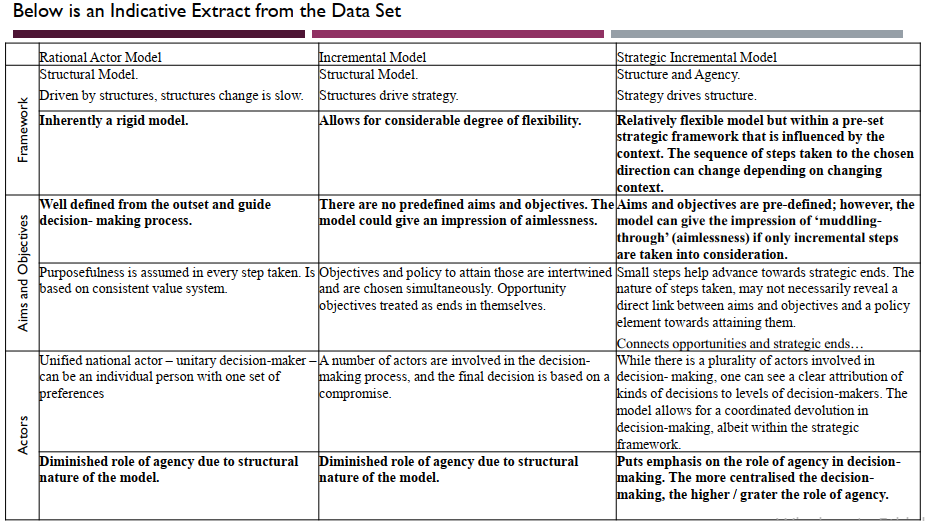 Below is an Indicative Extract from the Data Set
Rational Actor Model
Incremental Model
Strategic Incremental Model
Framework
Structural Model.
Driven by structures, structures change is slow.
Structural Model.
Structures drive strategy.
Structure and Agency.
Strategy drives structure.
Inherently a rigid model.
Allows for considerable degree of flexibility.
Relatively flexible model but within a pre-set
strategic framework that is influenced by the
context. The sequence of steps taken to the chosen
direction can change depending on changing
context.
Aims and Objectives
Well defined from the outset and guide
decision- making process.
There are no predefined aims and objectives. The
model could give an impression of aimlessness.
Aims and objectives are pre-defined; however, the
model can give the impression of ‘muddling-
through’ (aimlessness) if only incremental steps
are taken into consideration.
Purposefulness is assumed in every step taken. Is
based on consistent value system.
Objectives and policy to attain those are intertwined
and are chosen simultaneously. Opportunity
objectives treated as ends in themselves.
Small steps help advance towards strategic ends. The
nature of steps taken, may not necessarily reveal a
direct link between aims and objectives and a policy
element towards attaining them.
Connects opportunities and strategic ends…
Actors
Unified national actor – unitary decision-maker –
can be an individual person with one set of
preferences
A number of actors are involved in the decision-
making process, and the final decision is based on a
compromise.
While there is a plurality of actors involved in
decision- making, one can see a clear attribution of
kinds of decisions to levels of decision-makers. The
model allows for a coordinated devolution in
decision-making, albeit within the strategic
framework.
Diminished role of agency due to structural
nature of the model.
Diminished role of agency due to structural
nature of the model.
Puts emphasis on the role of agency in decision-
making. The more centralised the decision-
making, the higher / grater the role of agency.